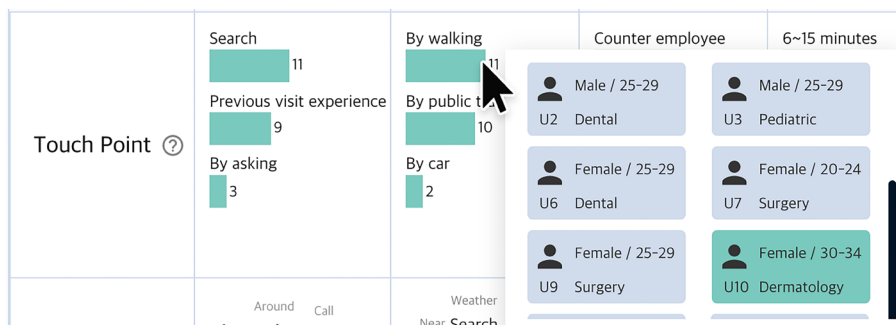 Touch Point ?
Search
11
Previous visit experience
9
By asking
3
By walking
11
By public
10
By car
2
Counter employee
6~15 minutes
Male / 25-29
U2 Dental
Male / 25-29
U3 Pediatric
Female / 25-29
U6 Dental
Female / 20-24
U7 Surgery
Female / 25-29
U9 Surgery
Female / 30-34
U10 Dermatology
Around
Call
Weather
Near Search